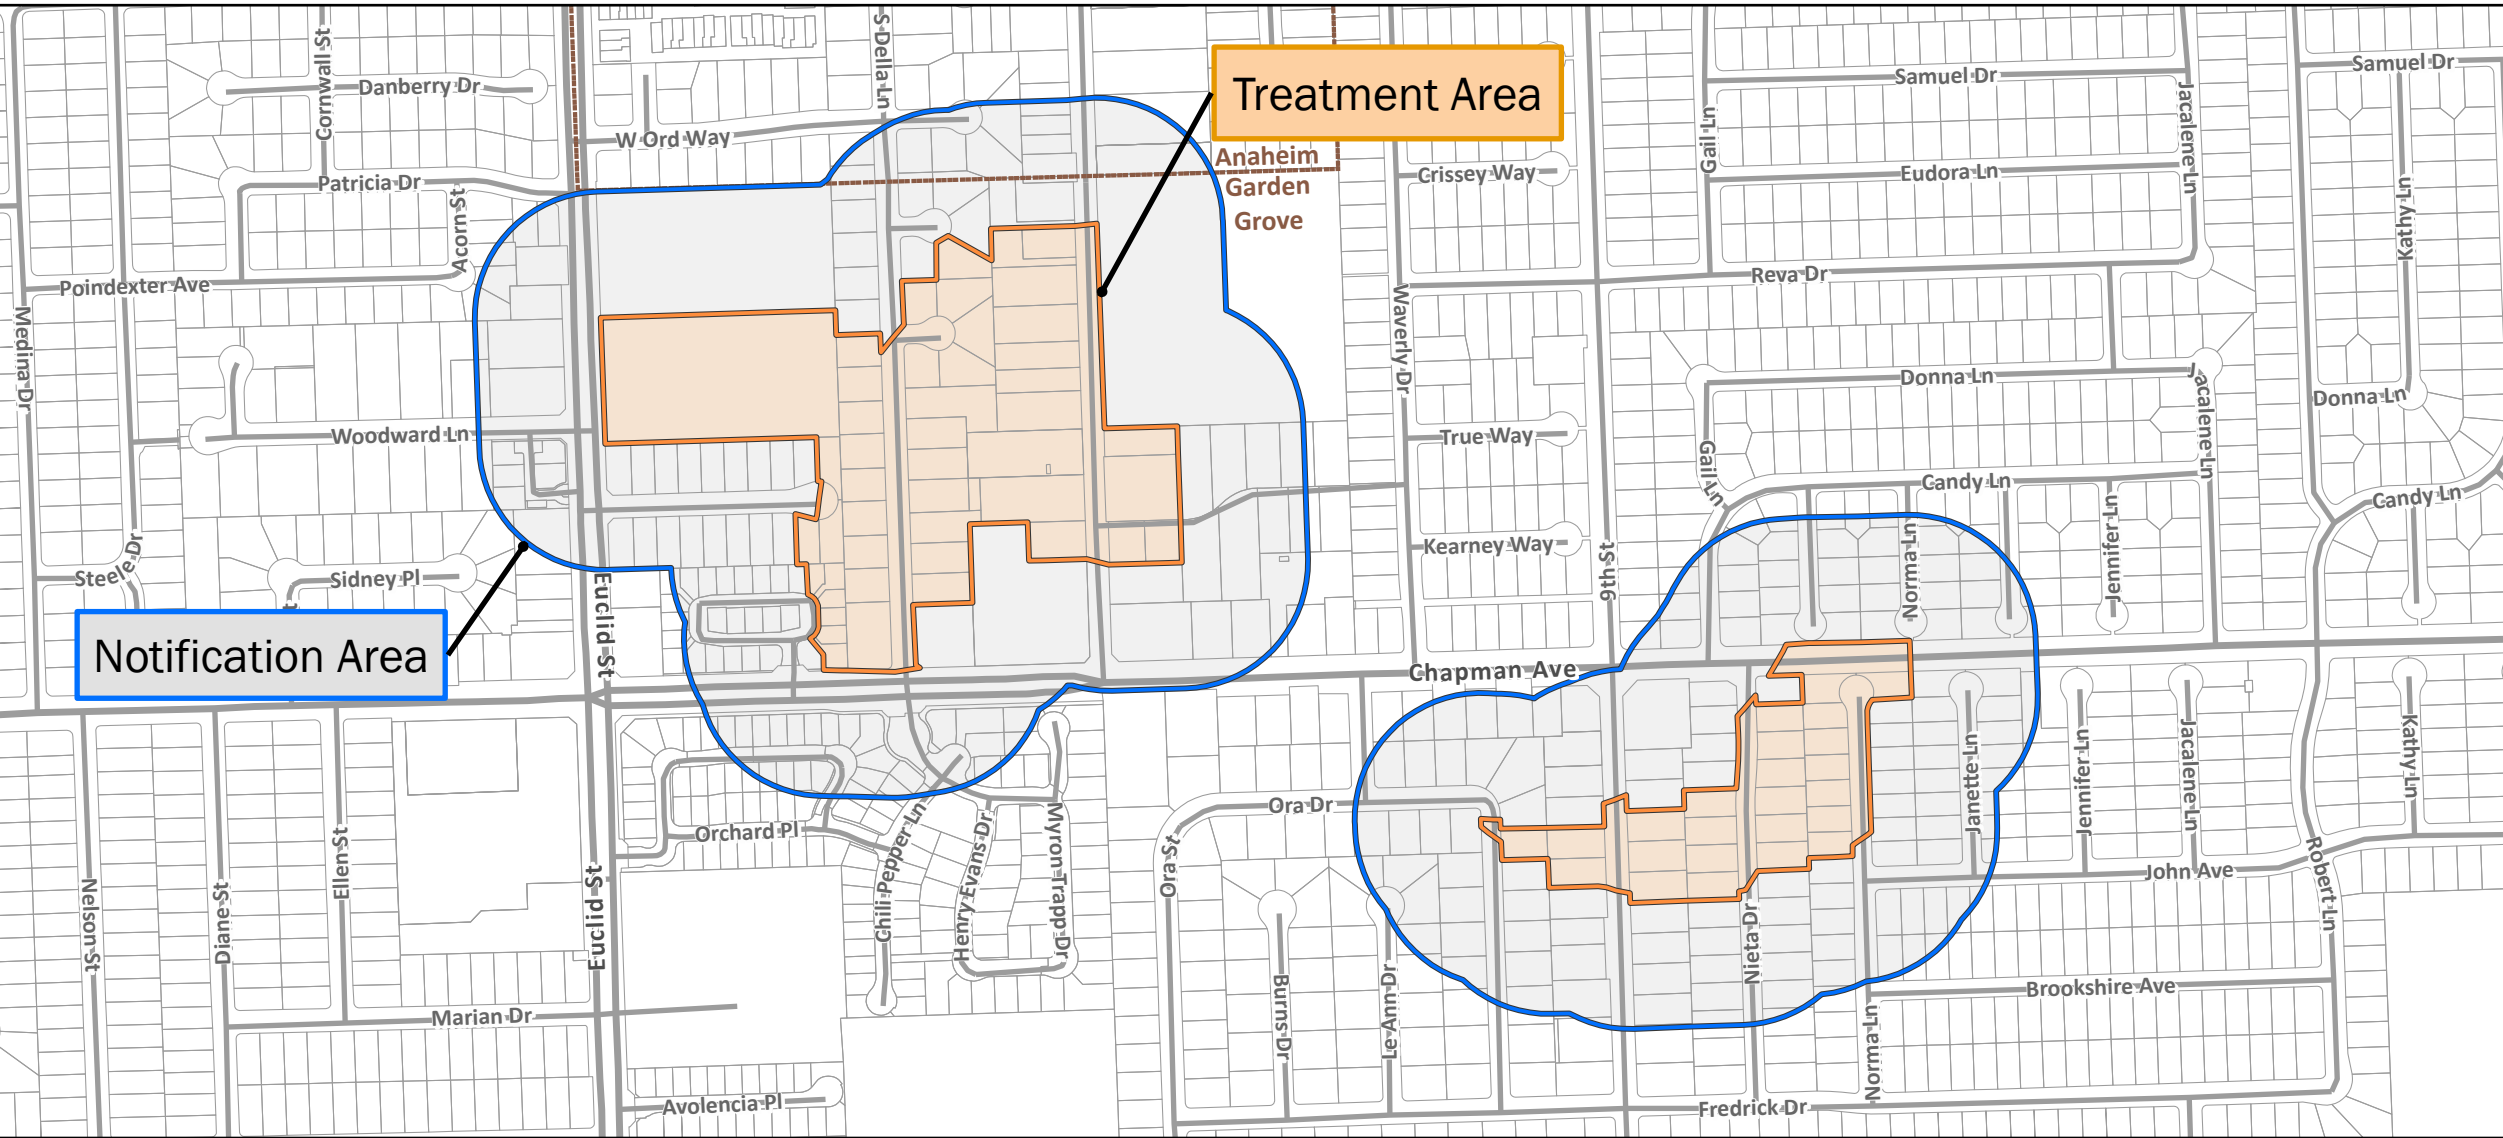 Cornwall St
Danberry Dr
S Della Ln
W Ord Way
Treatment Area
Samuel Dr
Samuel Dr
Gail Ln
Jacalene Ln
Anaheim
Garden
Grove
Crissey Way
Eudora Ln
Kathy Ln
Patricia Dr
Acorn St
Poindexter Ave
Medina Dr
Reva Dr
Waverly Dr
Donna Ln
Donna Ln
Jacalene Ln
Woodward Ln
True Way
Gail Ln
Candy Ln
Candy Ln
Steele Dr
Sidney Pl
t
Kearney Way
9th St
Norma Ln
Jennifer Ln
Notification Area
Euclid St
Chapman Ave
Nelson St
Diane St
Ellen St
Euclid St
Orchard Pl
Chili Pepper Ln
Henry Evans Dr
Myron Trapp Dr
Ora St
Ora Dr
Janette Ln
Jennifer Ln
Jacalene Ln
Kathy Ln
John Ave
Robert Ln
Burns Dr
Le Ann Dr
Nieta Dr
Norma Ln
Brookshire Ave
Marian Dr
Avolencia Pl
Fredrick Dr